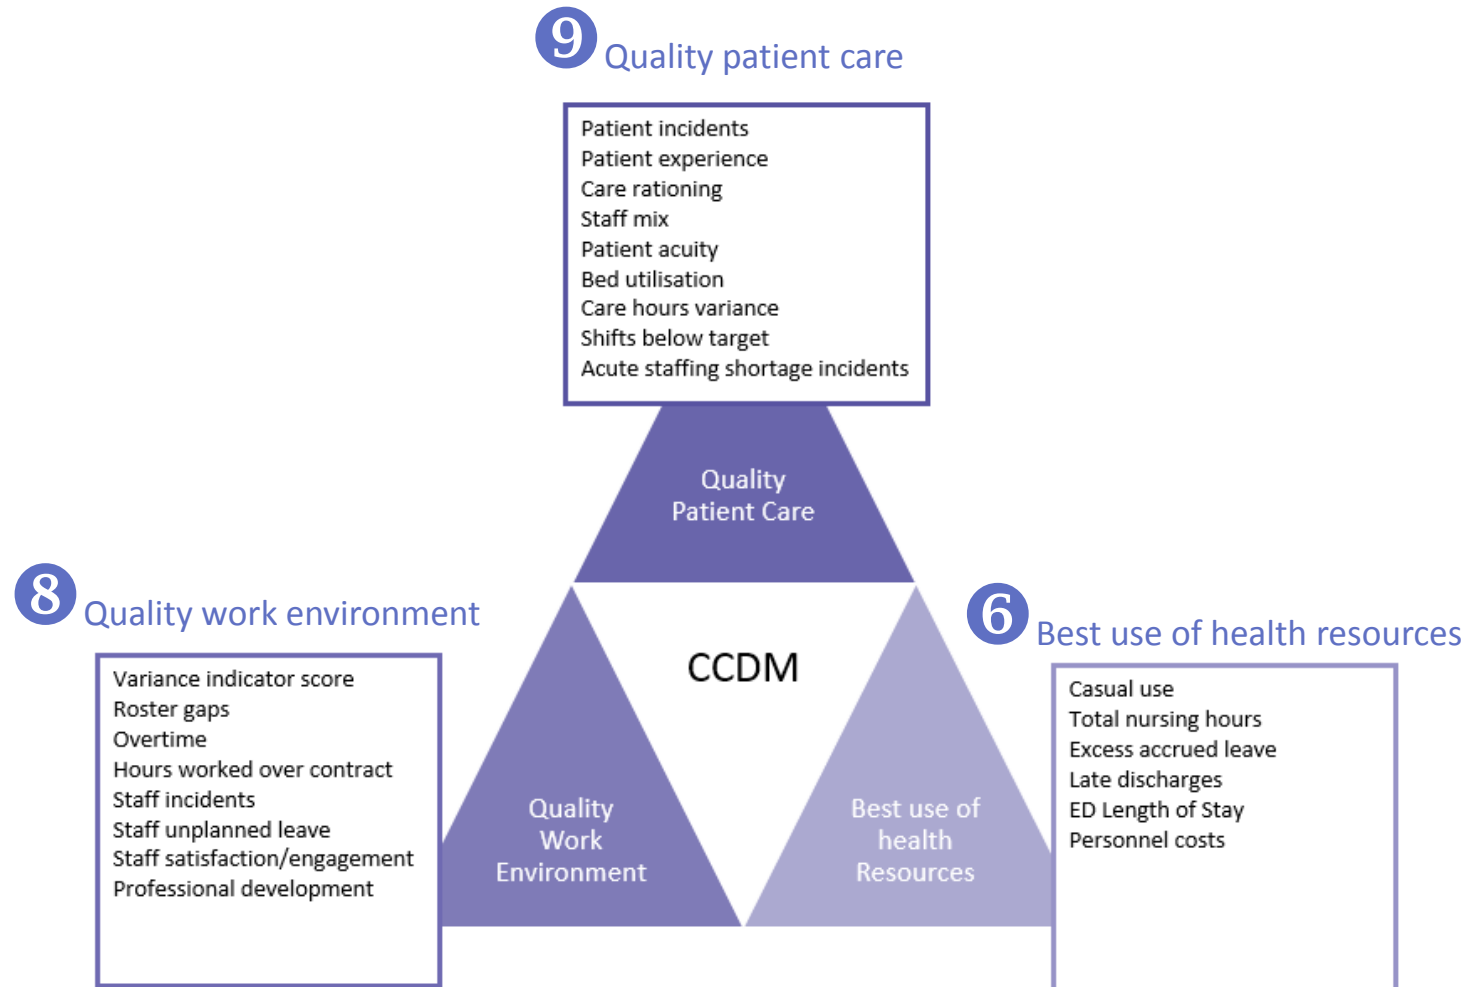 9 Quality patient care
Patient incidents
Patient experience
Care rationing
Staff mix
Patient acuity
Bed utilisation
Care hours variance
Shifts below target
Acute staffing shortage incidents
Quality
Patient Care
8 Quality work environment
Variance indicator score
Roster gaps
Overtime
Hours worked over contract
Staff incidents
Staff unplanned leave
Staff satisfaction/engagement
Professional development
Quality
Work
Environment
CCDM
Best use of
health
Resources
6 Best use of health resources
Casual use
Total nursing hours
Excess accrued leave
Late discharges
ED Length of Stay
Personnel costs